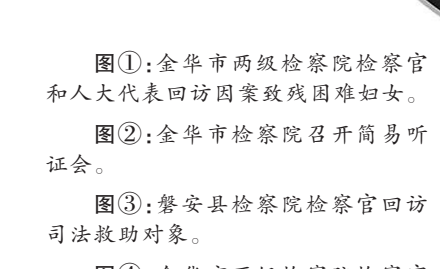 图①:金华市两级检察院检察官
和人大代表回访因案致残困难妇女。
图②:金华市检察院召开简易听
证会。
图③:磐安县检察院检察官回访
司法救助对象。